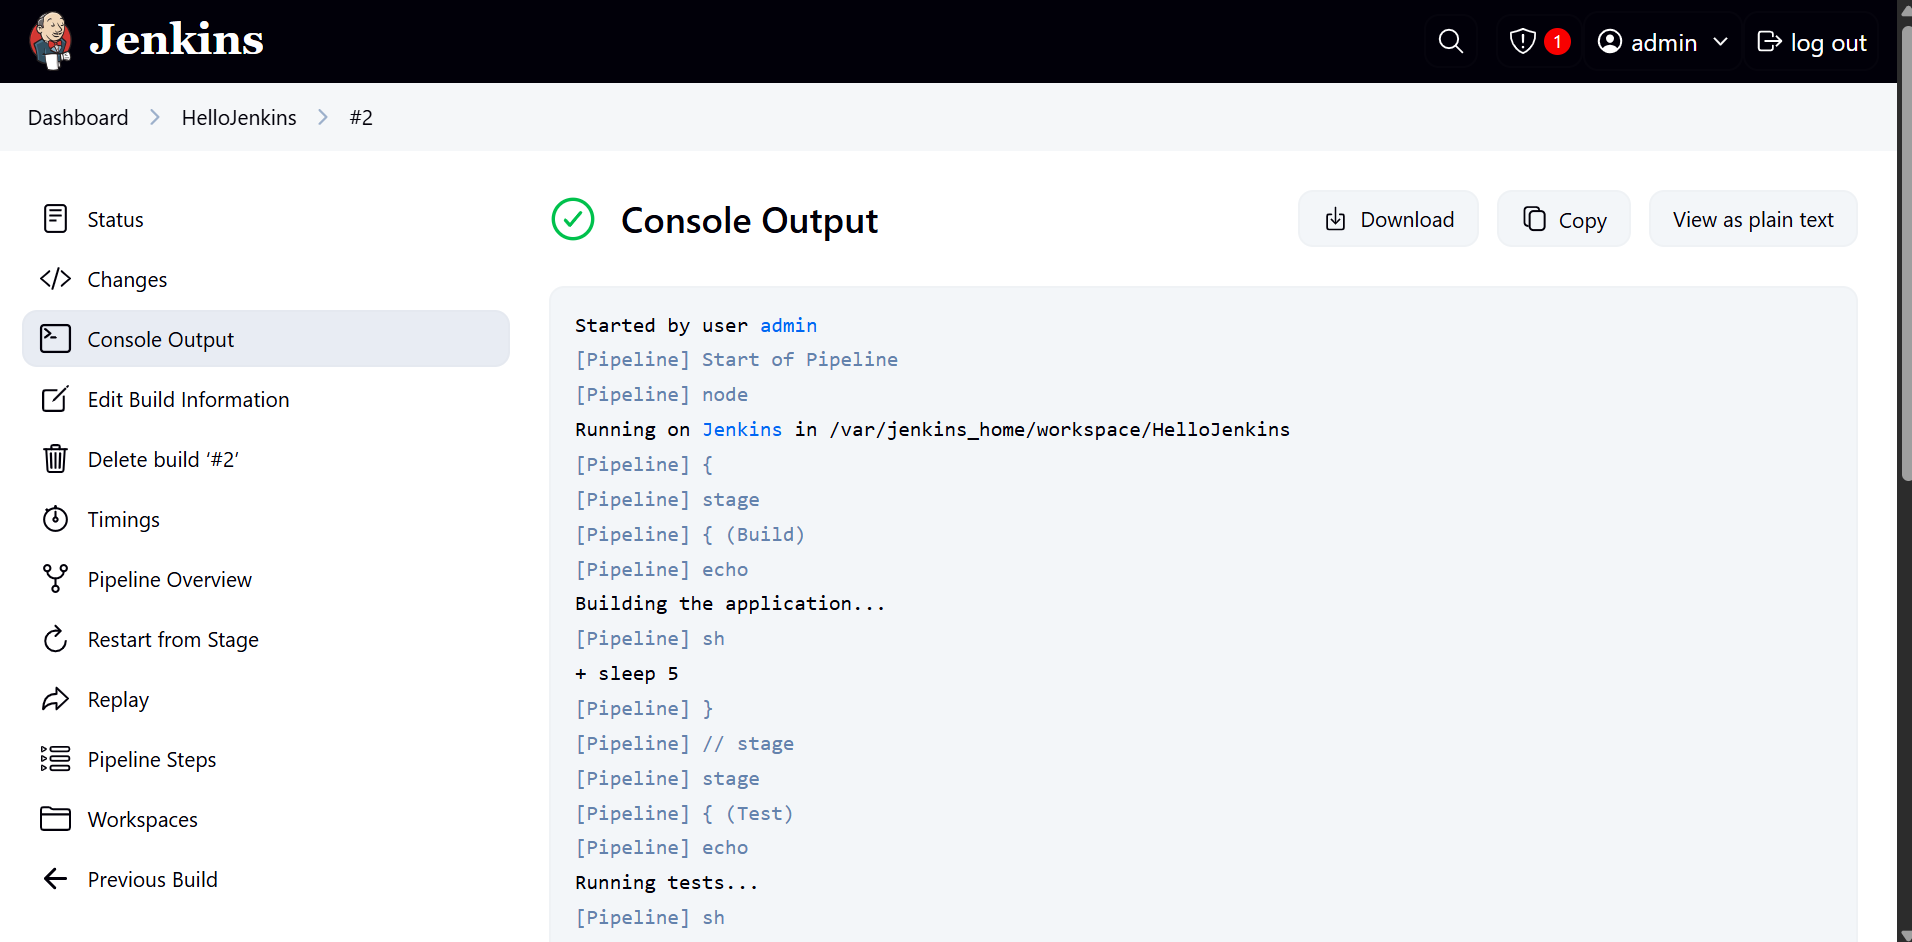 Jenkins
1
admin
log out
Dashboard
HelloJenkins
#2
Status
Changes
Console Output
Edit Build Information
Delete build ‘#2’
Timings
Pipeline Overview
Restart from Stage
Replay
Pipeline Steps
Workspaces
Previous Build
Console Output
Download
Copy
View as plain text
Started by user admin
[Pipeline] Start of Pipeline
[Pipeline] node
Running on Jenkins in /var/jenkins_home/workspace/HelloJenkins
[Pipeline] {
[Pipeline] stage
[Pipeline] { (Build)
[Pipeline] echo
Building the application...
[Pipeline] sh
+ sleep 5
[Pipeline] }
[Pipeline] // stage
[Pipeline] stage
[Pipeline] { (Test)
[Pipeline] echo
Running tests...
[Pipeline] sh